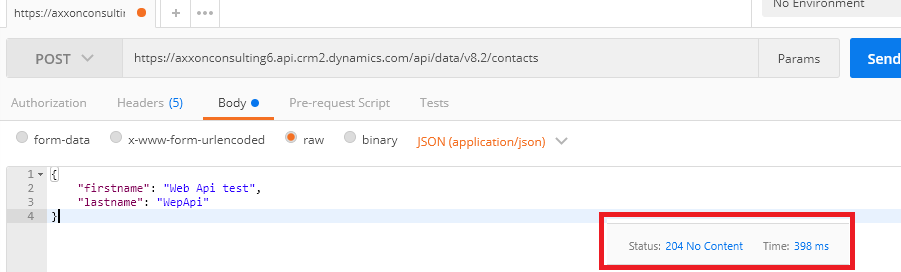 https://axxonconsultin
+
•••
No Environment
POST
https://axxonconsulting6.api.crm2.dynamics.com/api/data/v8.2/contacts
Params
Send
Authorization
Headers (5)
Body
Pre-request Script
Tests
form-data
x-www-form-urlencoded
raw
binary
JSON (application/json)
1 {
2 "firstname": "Web Api test",
3 "lastname": "WepApi"
4 }
Status: 204 No Content Time: 398 ms